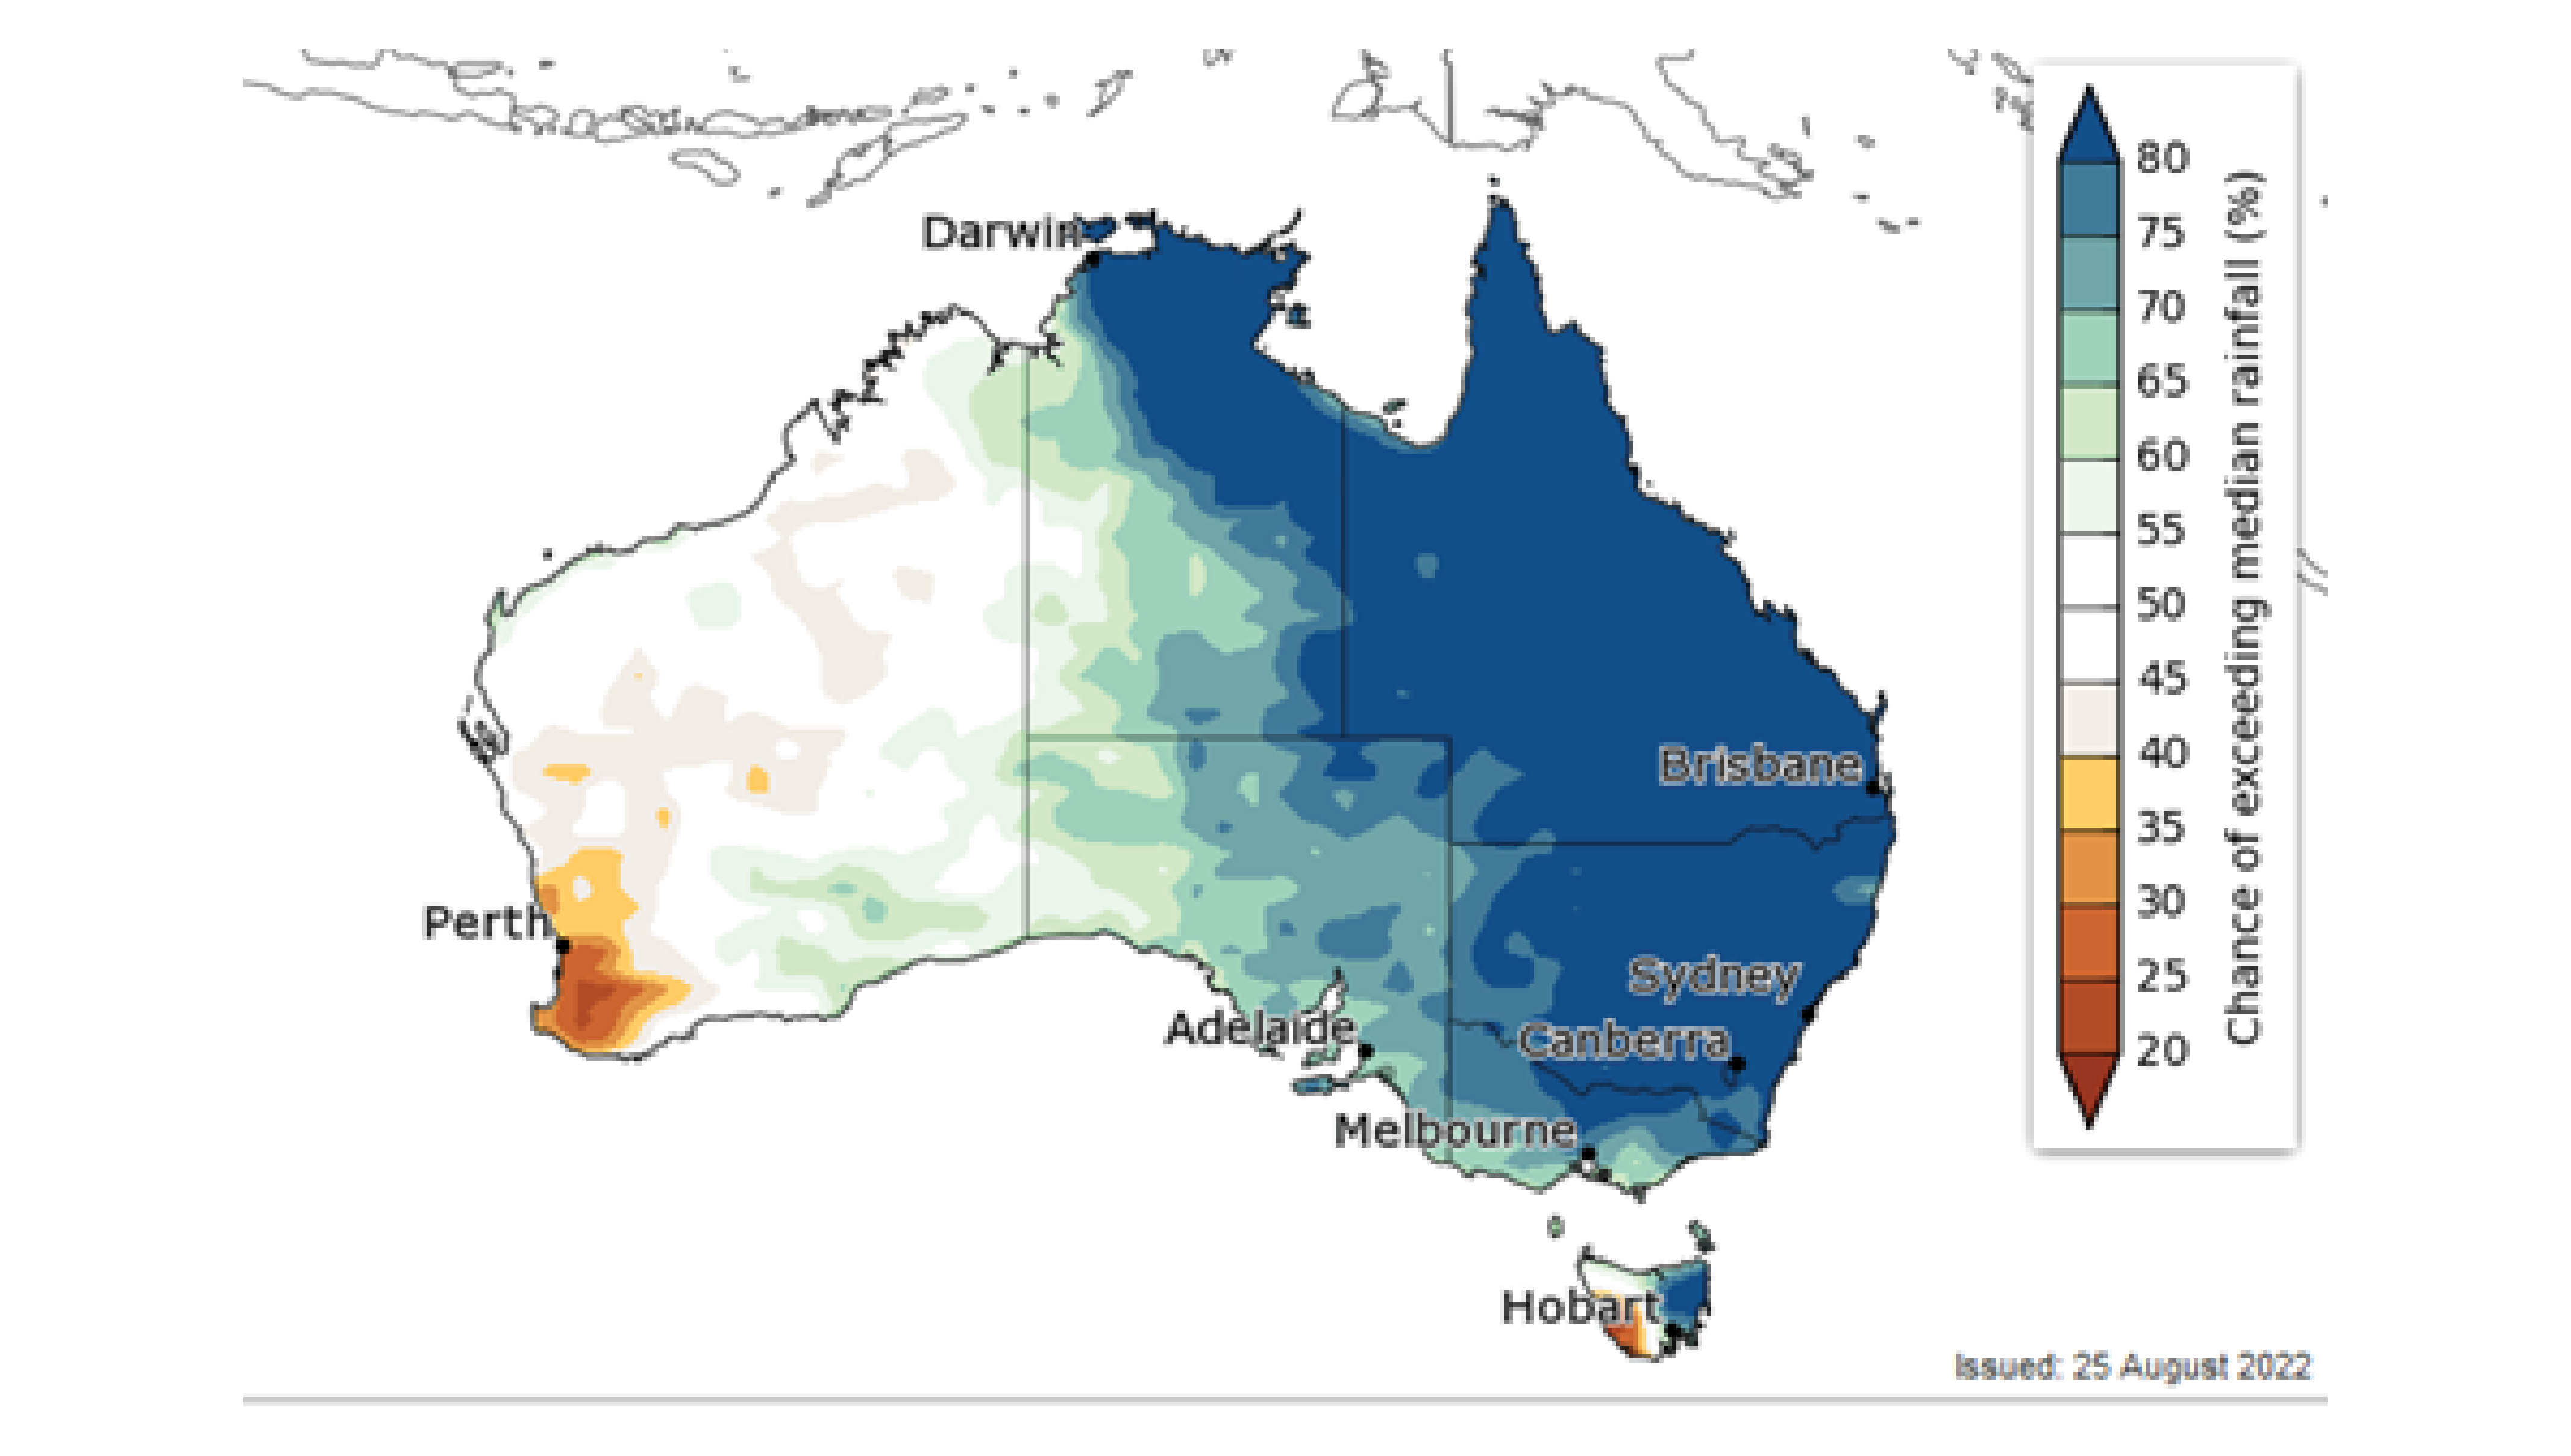 Darwin
Brisbane
Perth
Sydney
Adelaide
Canberra
Melbourne
Hobart
80
75
70
65
60
55
50
45
40
35
30
25
20
Chance of exceeding median rainfall (%)
Issued: 25 August 2022